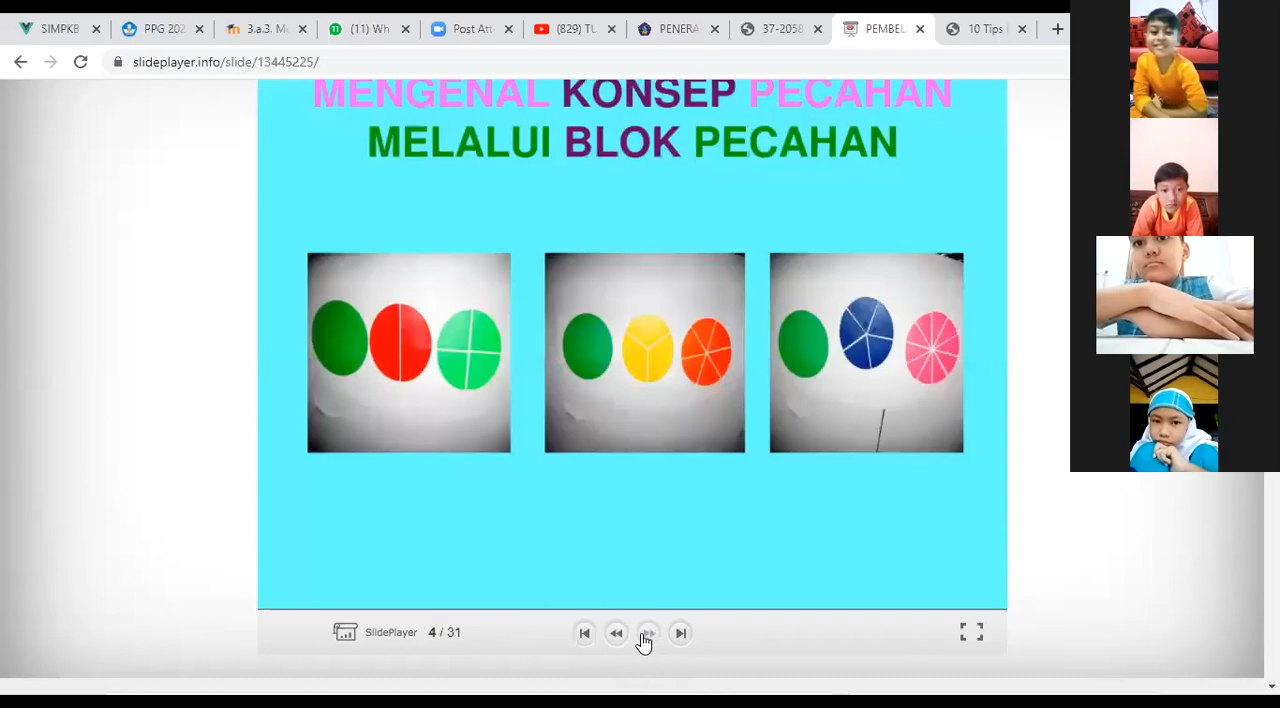 SIMPKB
PPG 202
3.a.3. M
(11) Wh
Post Att
(829) TU
PENERA
37-2058
PEMBEL
10 Tips
slideplayer.info/slide/13445225/
MENGENAL KONSEP PECAHAN
MELALUI BLOK PECAHAN
SlidePlayer 4 / 31